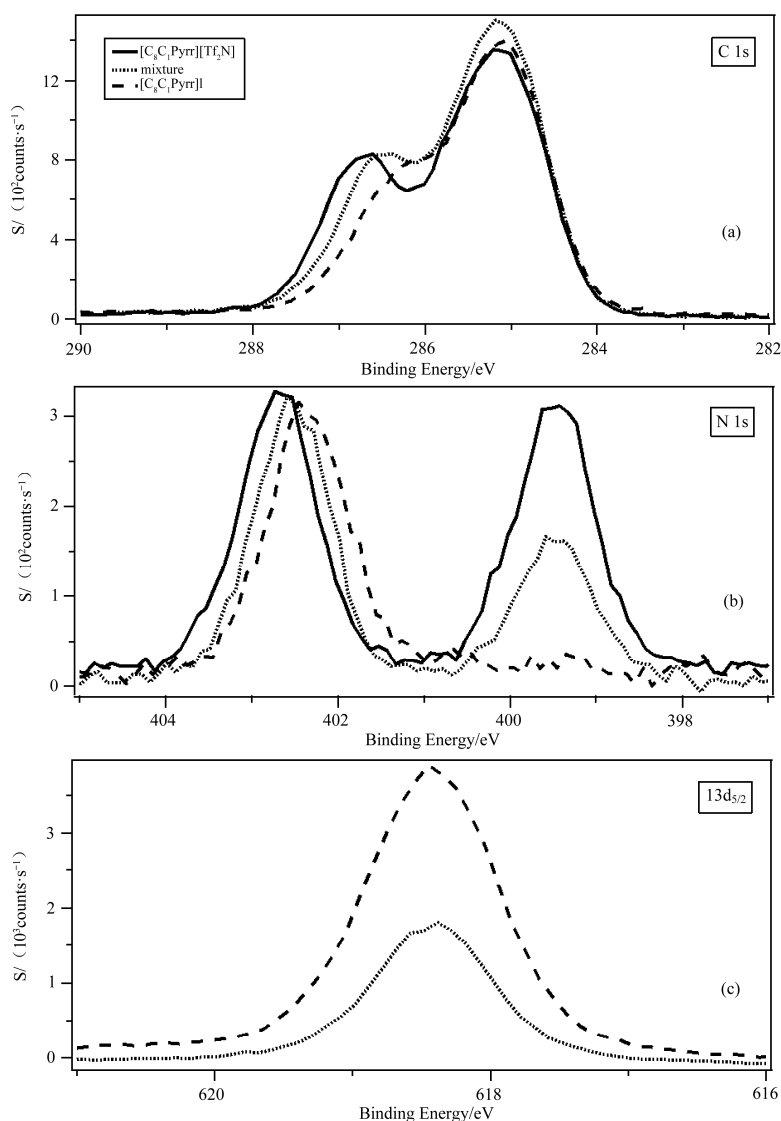 [C₈C₁Pyrr][Tf₂N]
mixture
[C₈C₁Pyrr]I
C 1s
12
8
4
0
S/（10²counts·s⁻¹）
(a)
290
288
286
284
282
Binding Energy/eV
N 1s
3
2
1
0
S/（10²counts·s⁻¹）
(b)
404
402
400
398
Binding Energy/eV
13d₅/₂
3
2
1
0
S/（10³counts·s⁻¹）
(c)
620
618
616
Binding Energy/eV